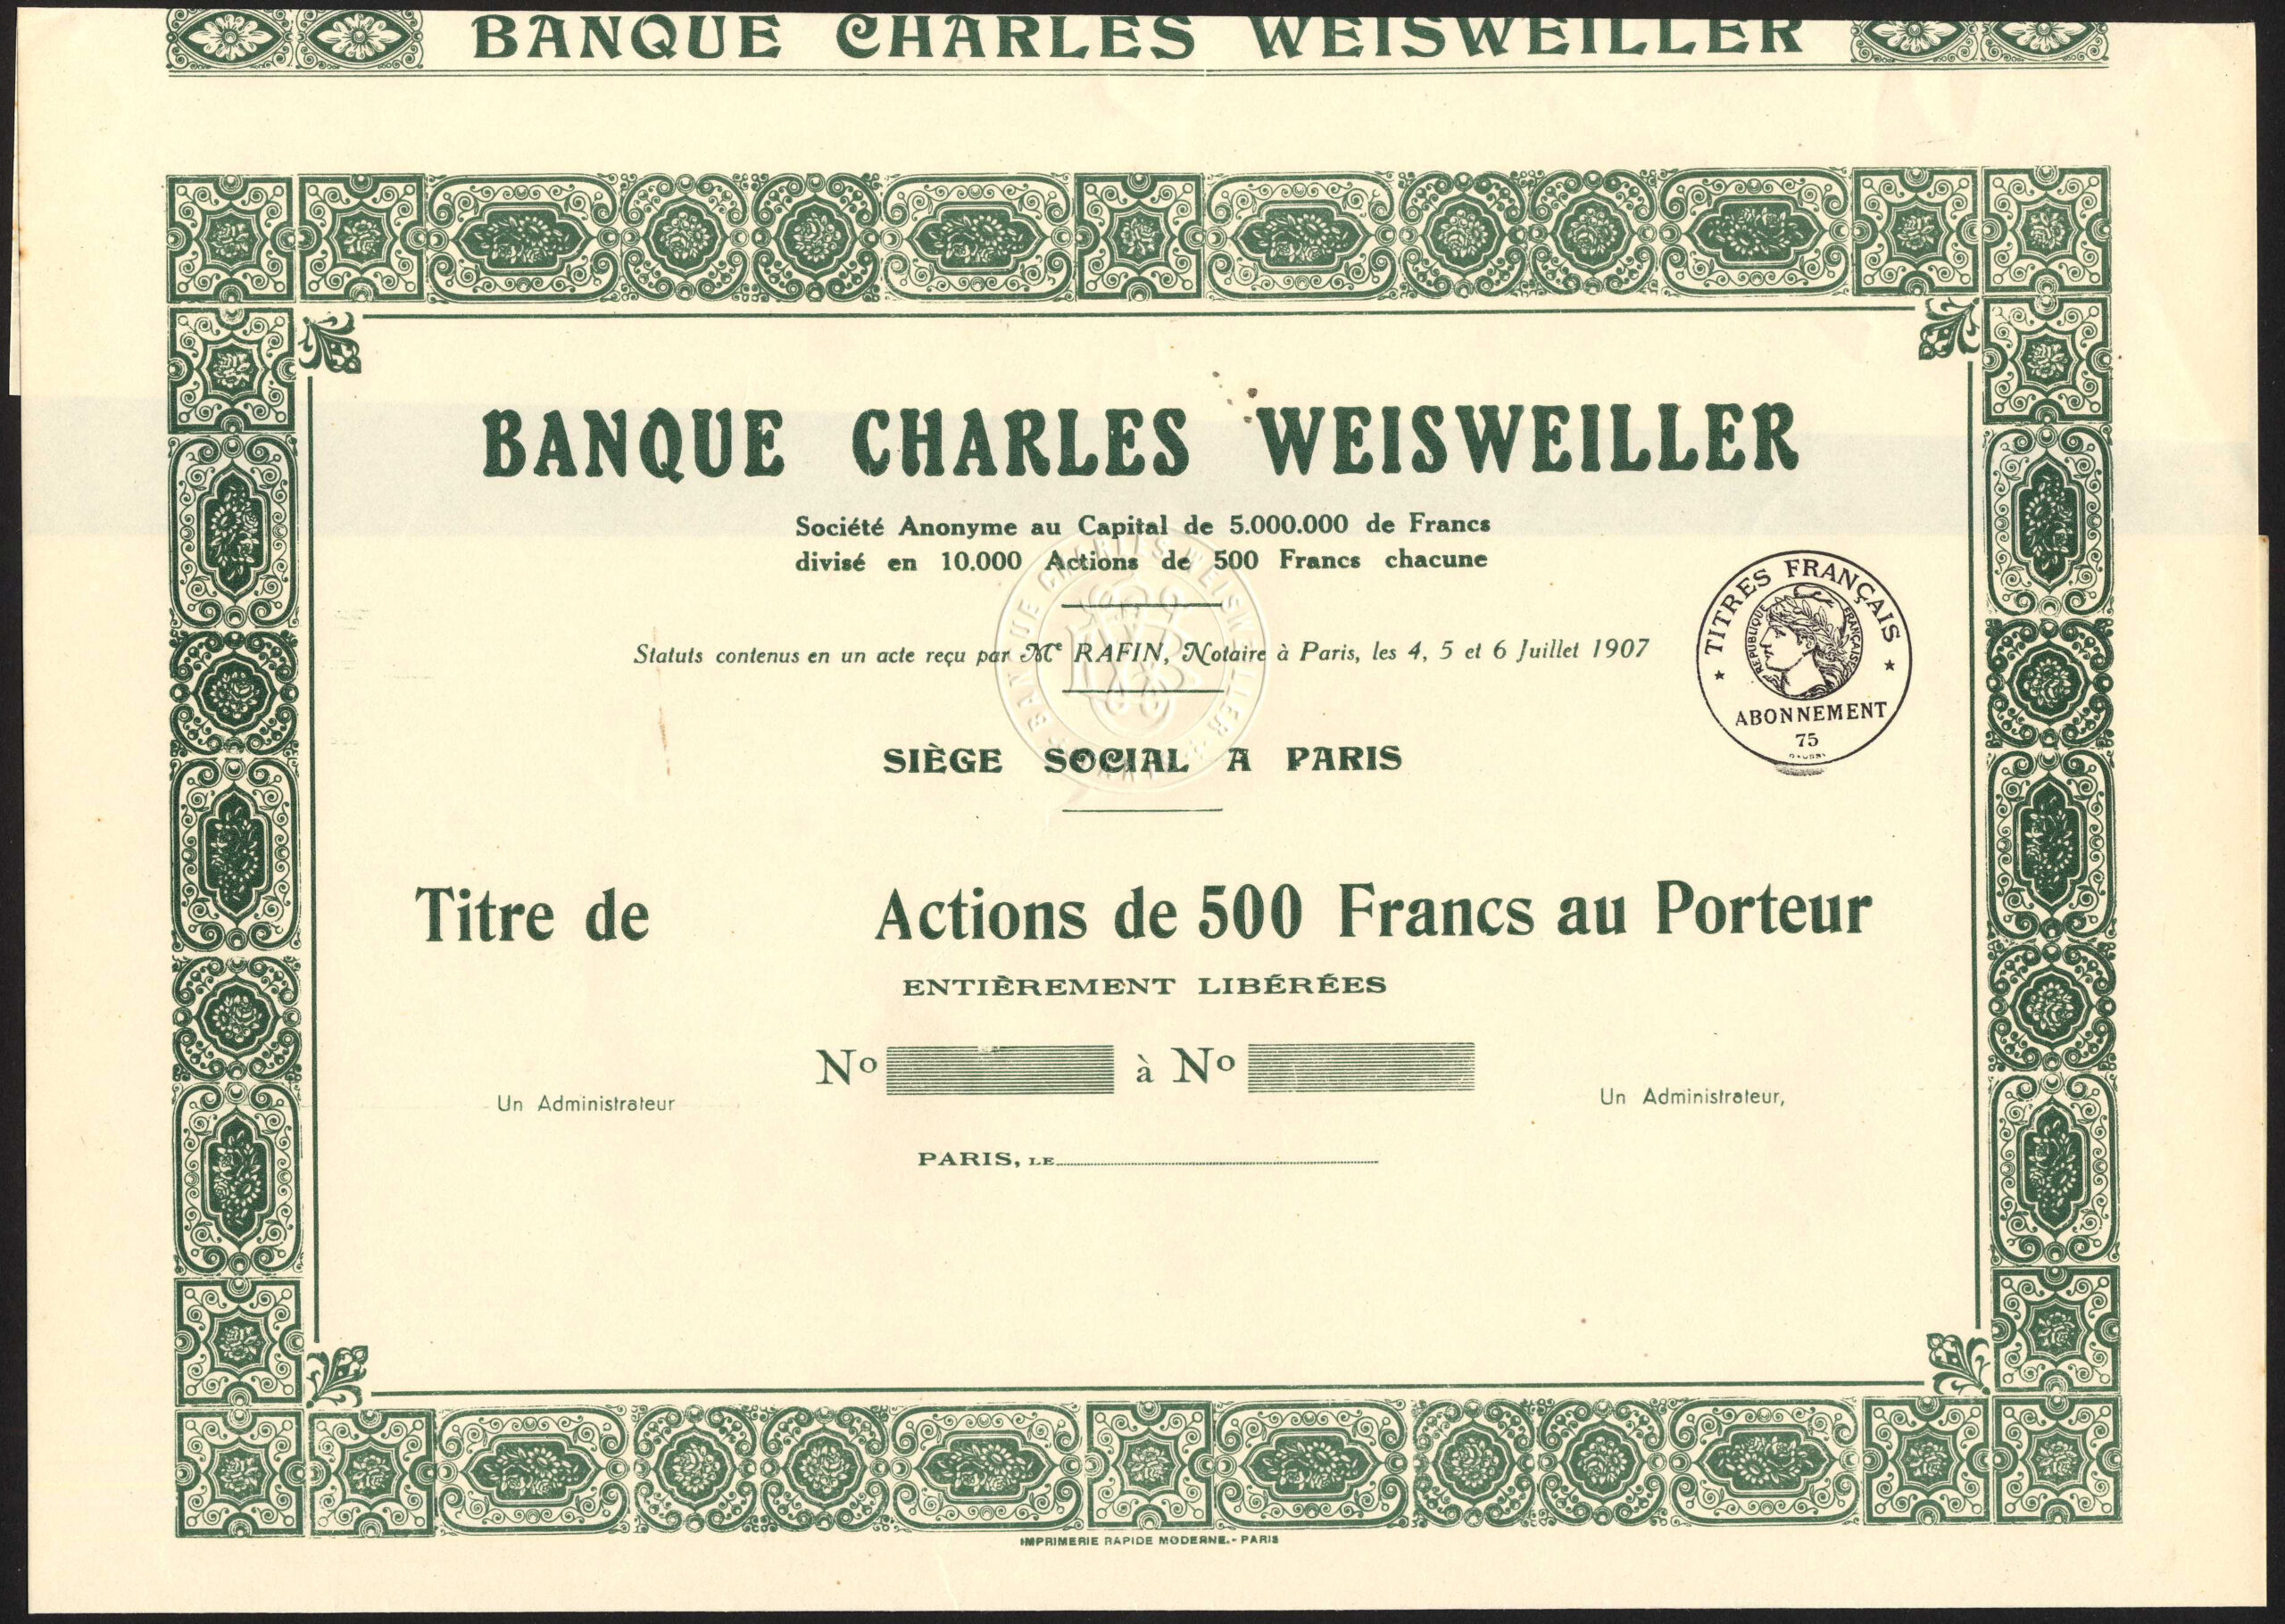 BANQUE CHARLES WEISWEILLER
BANQUE CHARLES WEISWEILLER
Société Anonyme au Capital de 5.000.000 de Francs
divisé en 10.000 Actions de 500 Francs chacune
BANQUE CHARLES WEISWEILLER
Statuts contenus en un acte reçu par Me RAFIN, Notaire à Paris, les 4, 5 et 6 Juillet 1907
TITRES FRANÇAIS
RÉPUBLIQUE FRANÇAISE
ABONNEMENT
75
SIÈGE SOCIAL A PARIS
Titre de Actions de 500 Francs au Porteur
ENTIÈREMENT LIBÉRÉES
No à No
Un Administrateur
Un Administrateur,
PARIS, LE
IMPRIMERIE RAPIDE MODERNE.- PARIS